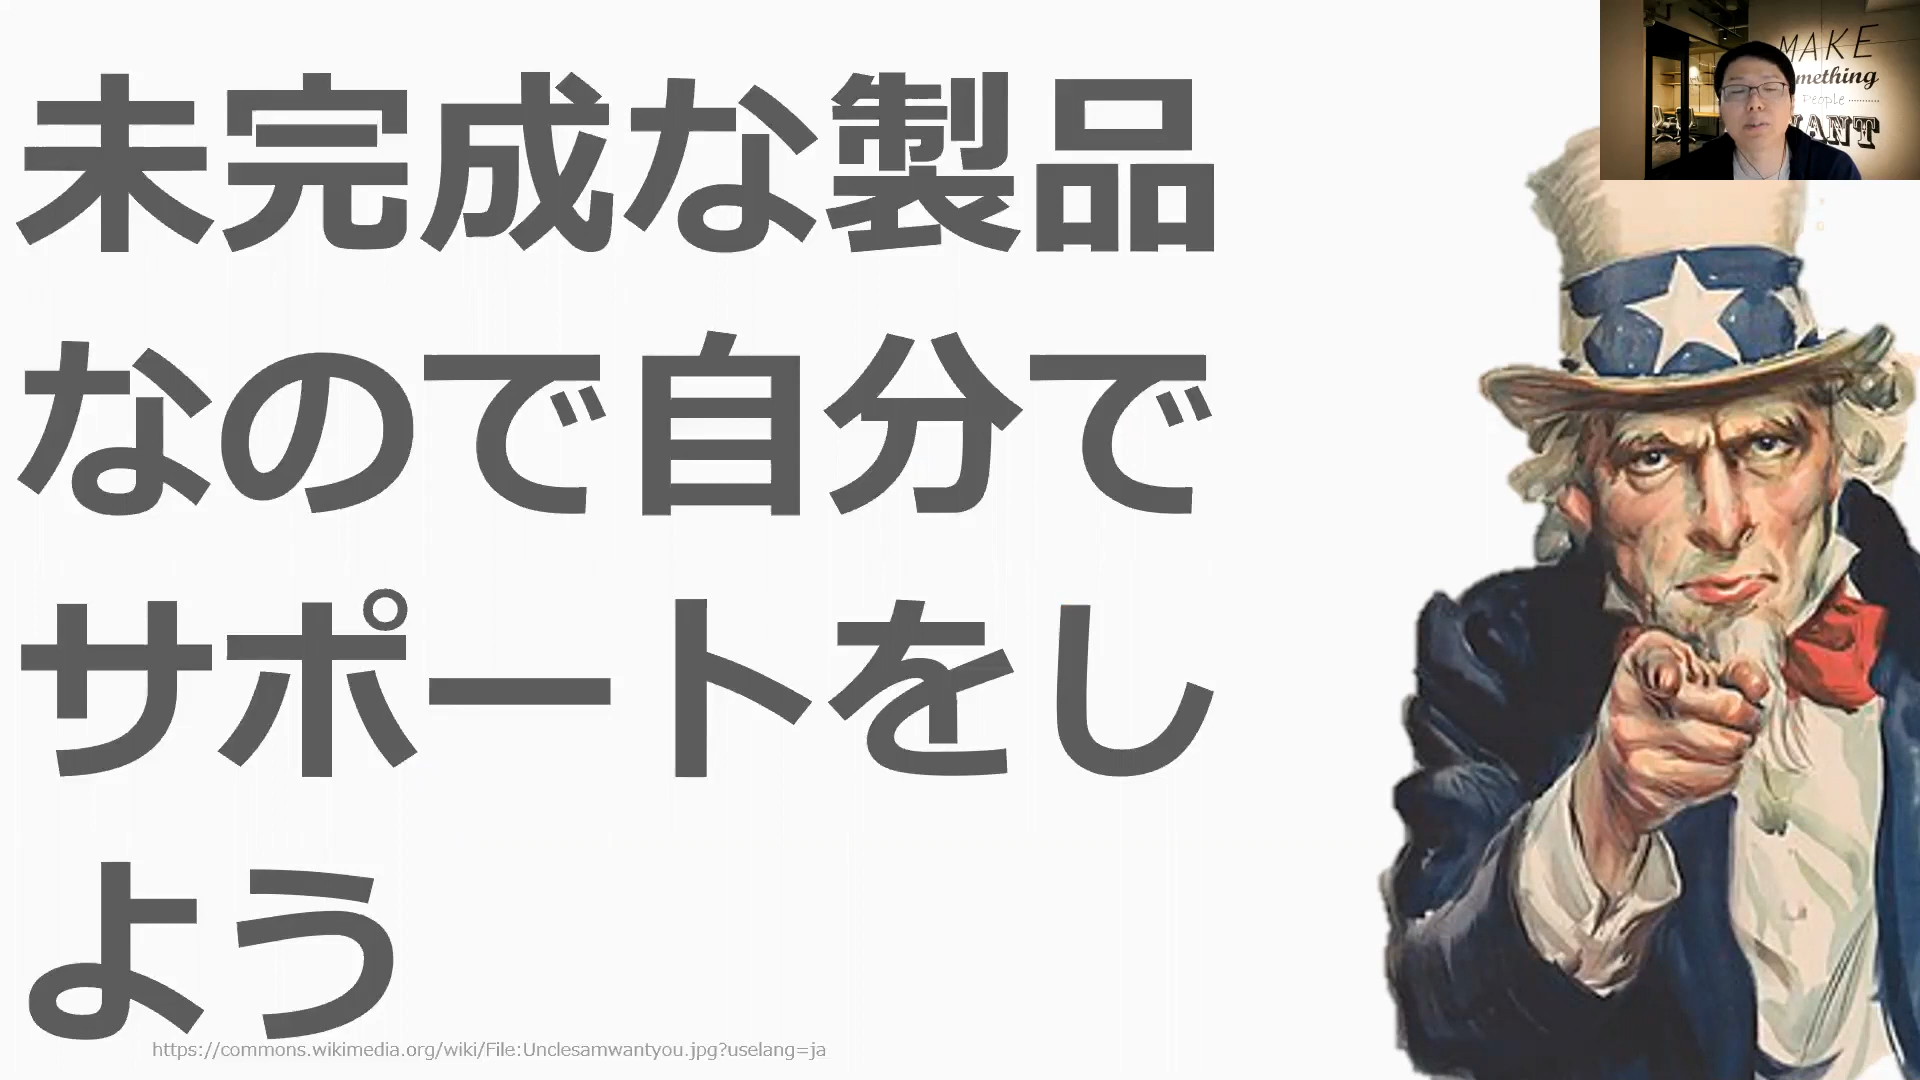 未完成な製品
なので自分で
サポートをし
よう
https://commons.wikimedia.org/wiki/File:Unclesamwantyou.jpg?uselang=ja
MAKE
mething
People
ANT